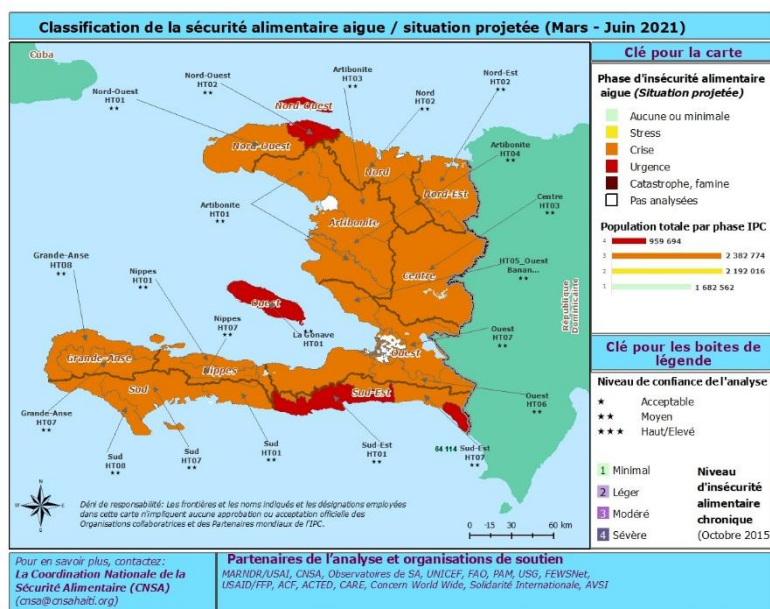 Classification de la sécurité alimentaire aigue / situation projetée (Mars - Juin 2021)
Cuba
Nord-Ouest
HT01
★★
Nord-Ouest
HT02
★★
Artibonite
HT03
★★
Nord
HT02
★★
Nord-Est
HT02
★★
Artibonite
HT04
★★
Centre
HT03
★★
HT05_Ouest
Banan...
★★
Ouest
HT07
★★
Ouest
HT06
★★
Sud-Est
HT07
★★
64 114
Sud-Est
HT01
★★
Sud
HT01
★★
Sud
HT07
★★
Sud
HT08
★★
Grande-Anse
HT07
★★
Grande-Anse
HT08
★★
Nippes
HT01
★★
Nippes
HT07
★★
★★
La Gonave
HT01
Artibonite
HT01
★★
Nord-Ouest
Nord-Ouest
Nord
Nord-Est
Artibonite
Centre
Ouest
Ouest
Grande-Anse
Nippes
Sud
Sud-Est
République
Dominicaine
Déni de responsabilité: Les frontières et les noms indiqués et les désignations employées
dans cette carte n'impliquent aucune approbation ou acceptation officielle des
Organisations collaboratrices et des Partenaires mondiaux de l'IPC.
0 30 60 km
Clé pour la carte
Phase d'insécurité alimentaire
aigue (Situation projetée)
Aucune ou minimale
Stress
Crise
Urgence
Catastrophe, famine
Pas analysées
Population totale par phase IPC
4 959 694
3 2 382 774
2 2 192 016
1 1 682 562
Clé pour les boites de
légende
Niveau de confiance de l'analyse
★ Acceptable
★★ Moyen
★★★ Haut/Elevé
1 Minimal
2 Léger
3 Modéré
4 Sévère
Niveau
d'insécurité
alimentaire
chronique
(Octobre 2015
Pour en savoir plus, contactez:
La Coordination Nationale de la
Sécurité Alimentaire (CNSA)
(cnsa@cnsahaiti.org)
Partenaires de l'analyse et organisations de soutien
MARNDR/USAI, CNSA, Observatoires de SA, UNICEF, FAO, PAM, USG, FEWSNet,
USAID/FFP, ACF, ACTED, CARE, Concern World Wide, Solidarité Internationale, AVSI